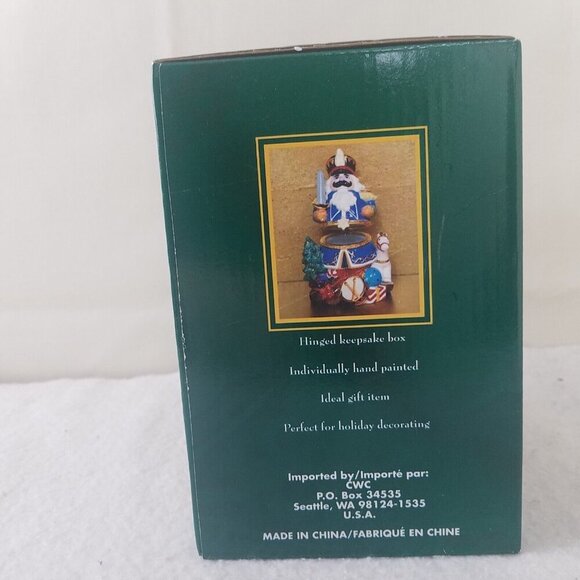 Hinged keepsake box
Individually hand painted
Ideal gift item
Perfect for holiday decorating
Imported by/Importé par:
CWC
P.O. Box 34535
Seattle, WA 98124-1535
U.S.A.
MADE IN CHINA/FABRIQUÉ EN CHINE